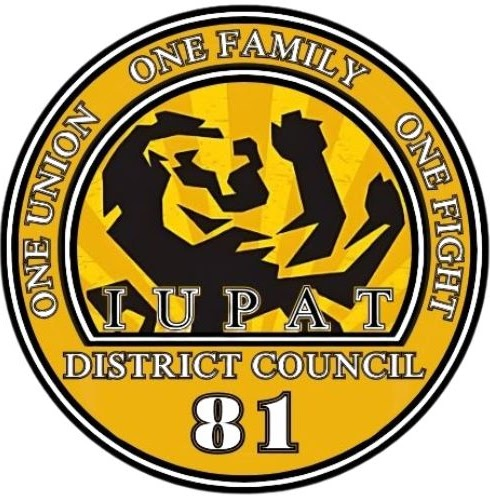 ONE UNION
ONE FAMILY
ONE FIGHT
IUPAT
DISTRICT COUNCIL
81